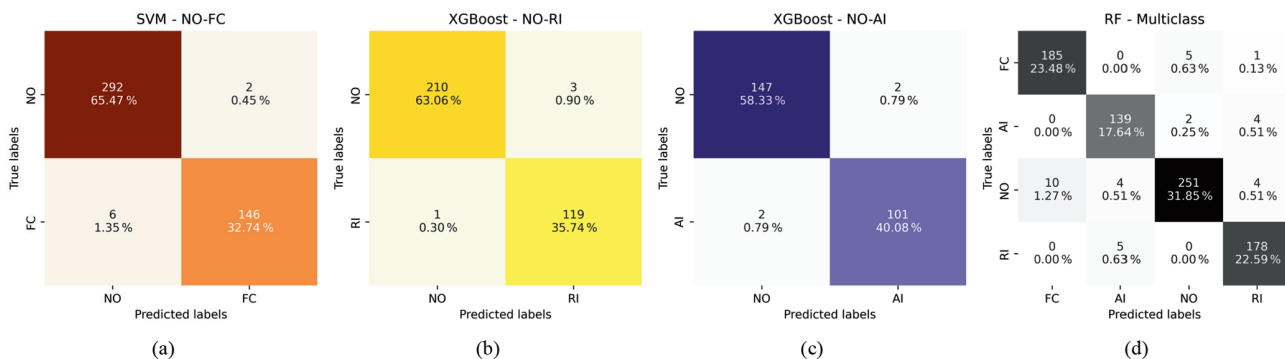 SVM - NO-FC
NO
292
65.47 %
2
0.45 %
True labels
FC
6
1.35 %
146
32.74 %
NO
FC
Predicted labels
(a)
XGBoost - NO-RI
NO
210
63.06 %
3
0.90 %
True labels
RI
1
0.30 %
119
35.74 %
NO
RI
Predicted labels
(b)
XGBoost - NO-AI
NO
147
58.33 %
2
0.79 %
True labels
AI
2
0.79 %
101
40.08 %
NO
AI
Predicted labels
(c)
RF - Multiclass
FC
185
23.48 %
0
0.00 %
5
0.63 %
1
0.13 %
AI
0
0.00 %
139
17.64 %
2
0.25 %
4
0.51 %
True labels
NO
10
1.27 %
4
0.51 %
251
31.85 %
4
0.51 %
RI
0
0.00 %
5
0.63 %
0
0.00 %
178
22.59 %
FC
AI
NO
RI
Predicted labels
(d)